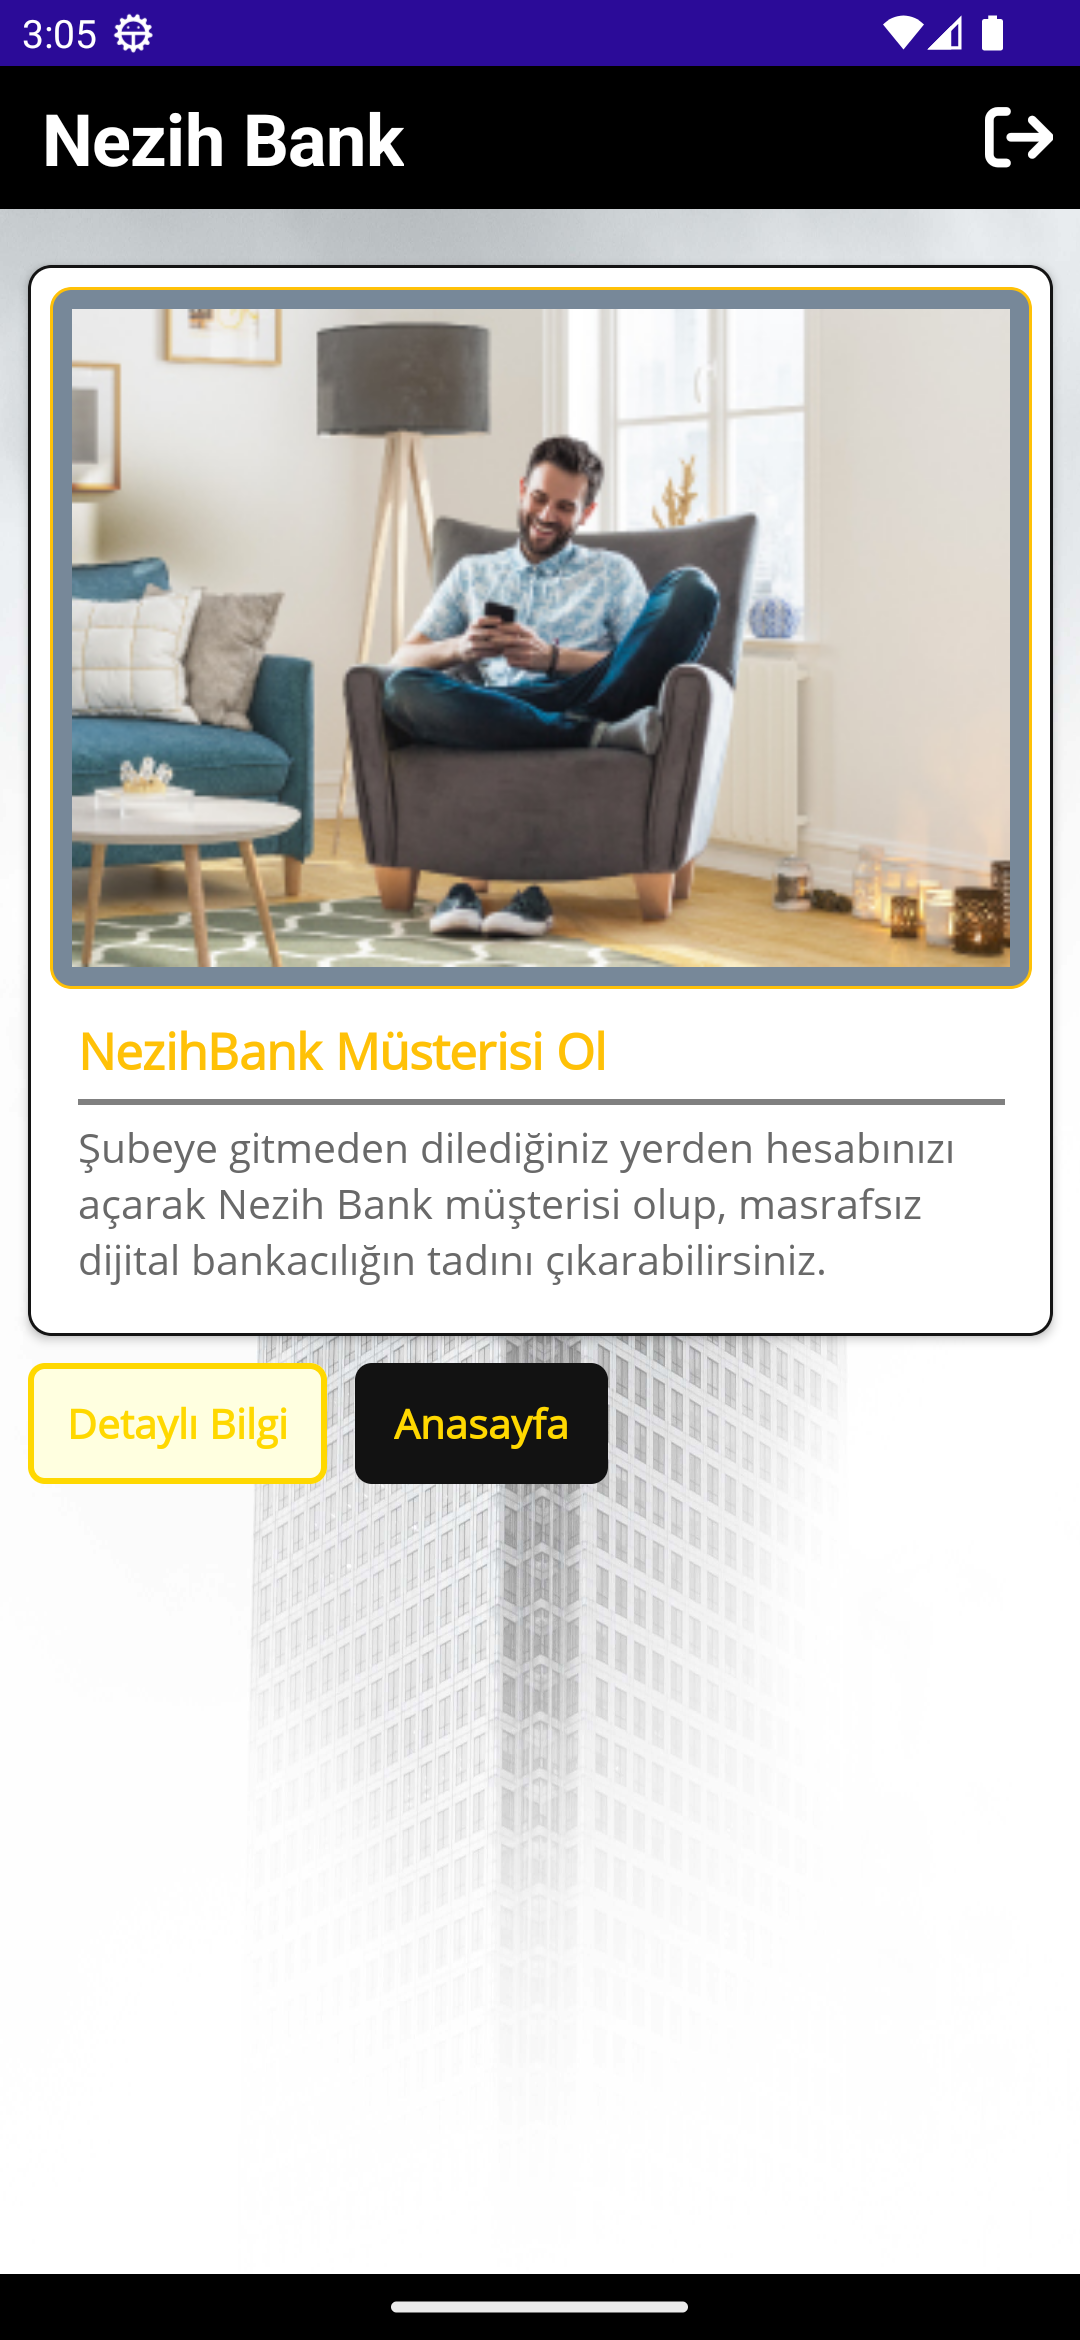 3:05
Nezih Bank
NezihBank Müsterisi Ol
Şubeye gitmeden dilediğiniz yerden hesabınızı
açarak Nezih Bank müşterisi olup, masrafsız
dijital bankacılığın tadını çıkarabilirsiniz.
Detaylı Bilgi
Anasayfa